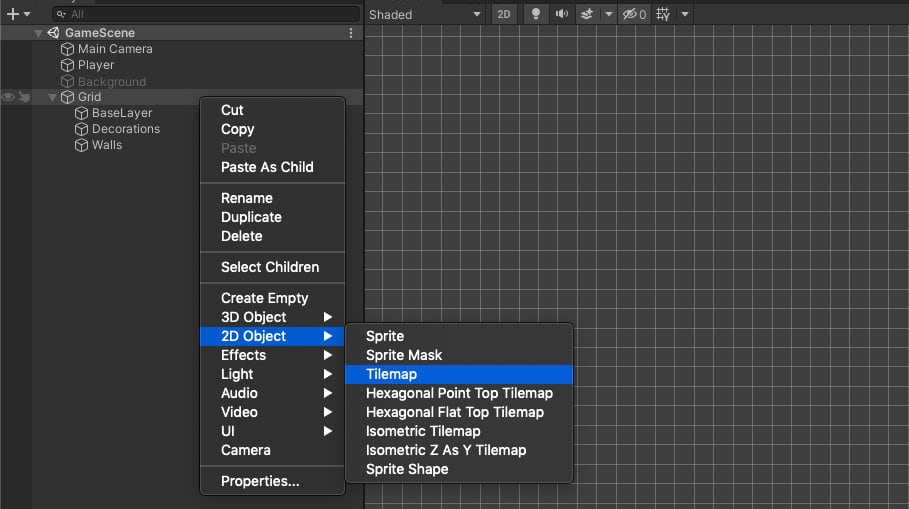 All
Shaded
2D
0
GameScene
Main Camera
Player
Background
Grid
BaseLayer
Decorations
Walls
Cut
Copy
Paste
Paste As Child
Rename
Duplicate
Delete
Select Children
Create Empty
3D Object
2D Object
Effects
Light
Audio
Video
UI
Camera
Properties...
Sprite
Sprite Mask
Tilemap
Hexagonal Point Top Tilemap
Hexagonal Flat Top Tilemap
Isometric Tilemap
Isometric Z As Y Tilemap
Sprite Shape